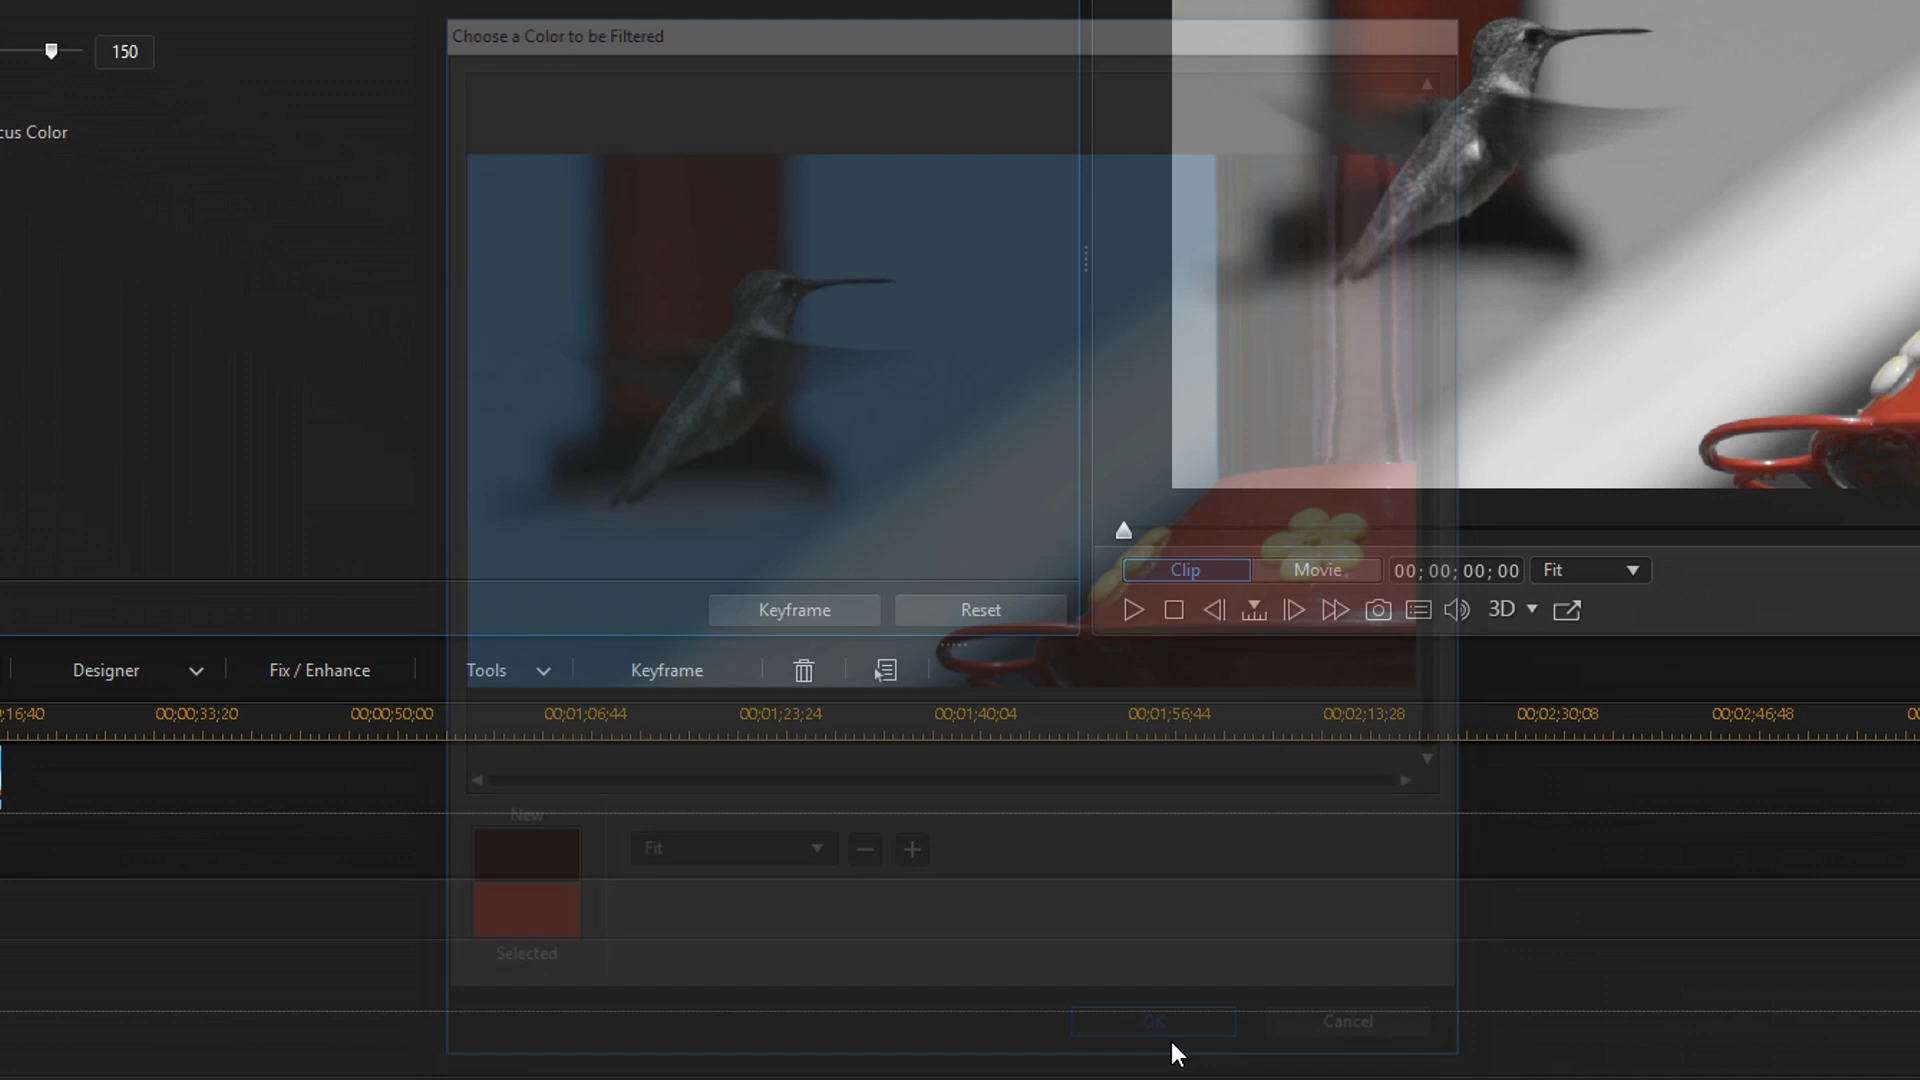 Choose a Color to be Filtered
150
cus Color
Clip Movie 00;00;00;00 Fit
Keyframe Reset
3D
Designer Fix / Enhance Tools Keyframe
;16;40 00;00;33;20 00;00;50;00 00;01;06;44 00;01;23;24 00;01;40;04 00;01;56;44 00;02;13;28 00;02;30;08 00;02;46;48 00
New
Fit
Selected
OK Cancel